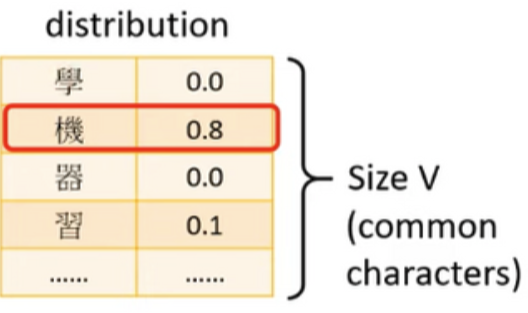 distribution
學 0.0
機 0.8
器 0.0
習 0.1
...... ......
Size V
(common
characters)